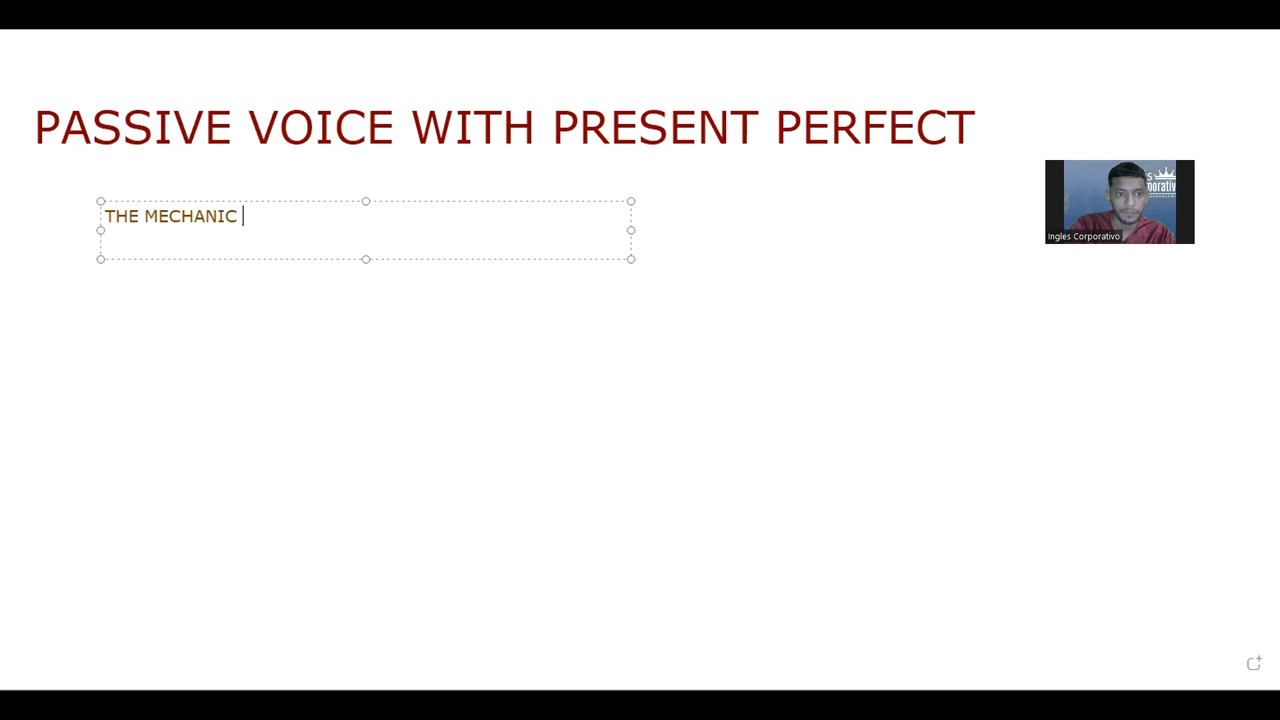 PASSIVE VOICE WITH PRESENT PERFECT
THE MECHANIC
Ingles Corporativo